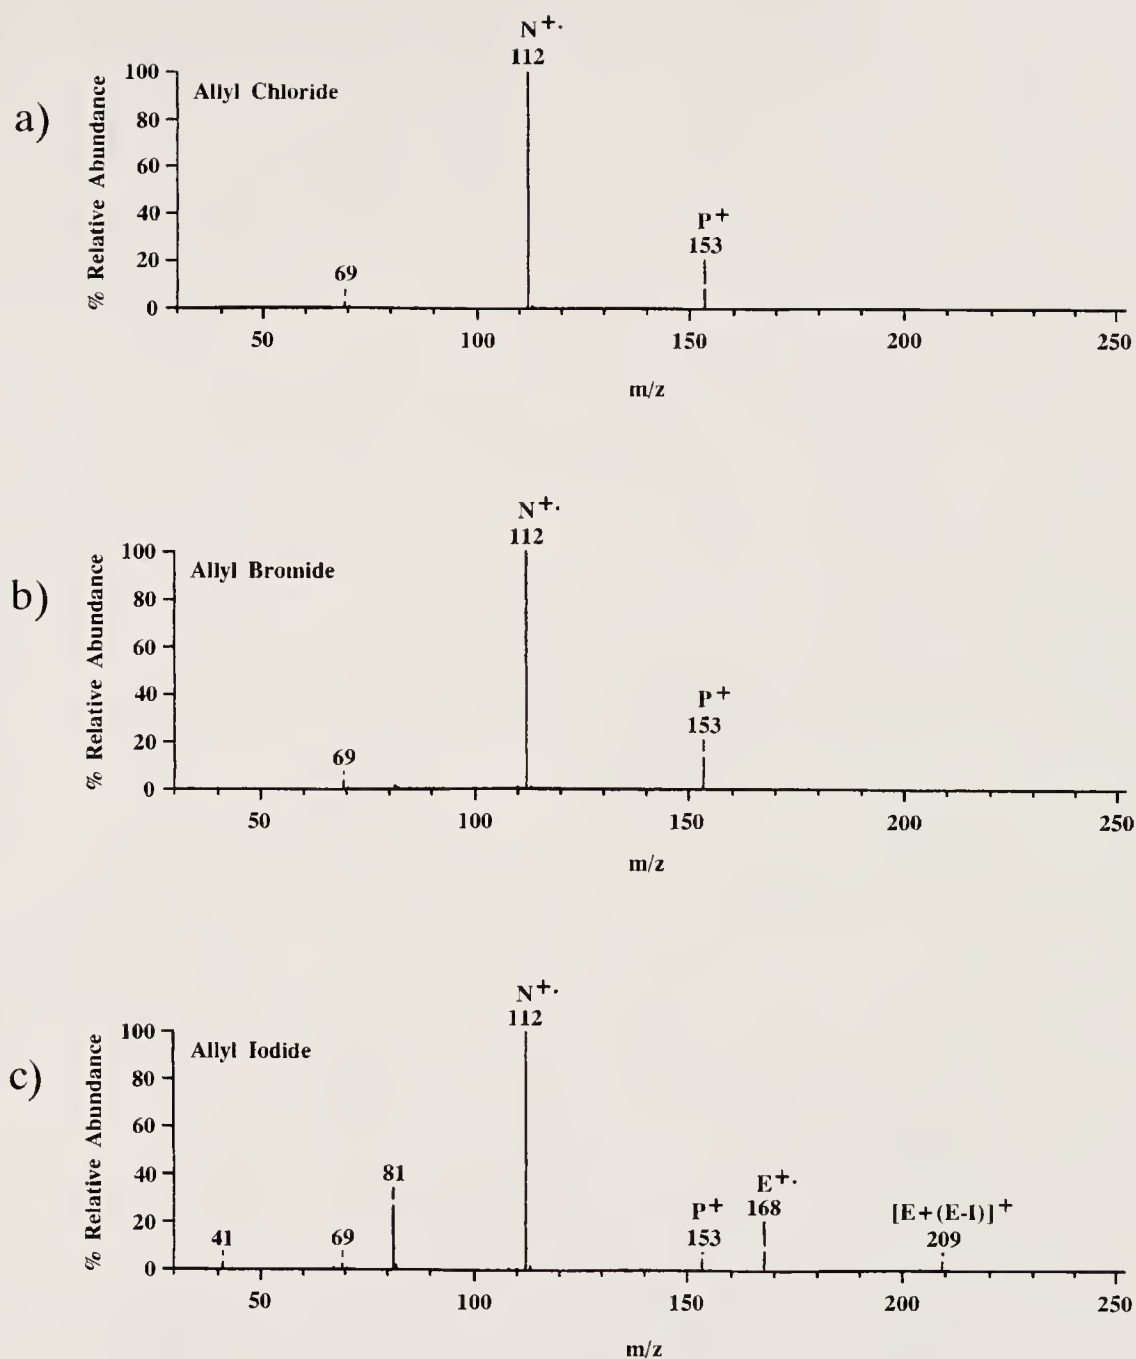 a)
Allyl Chloride
% Relative Abundance
100
80
60
40
20
0
N+.
112
P+
153
69
50 100 150 200 250
m/z
b)
Allyl Bromide
% Relative Abundance
100
80
60
40
20
0
N+.
112
P+
153
69
50 100 150 200 250
m/z
c)
Allyl Iodide
% Relative Abundance
100
80
60
40
20
0
N+.
112
81
41
69
P+
153
E+.
168
[E+(E-I)]+
209
50 100 150 200 250
m/z